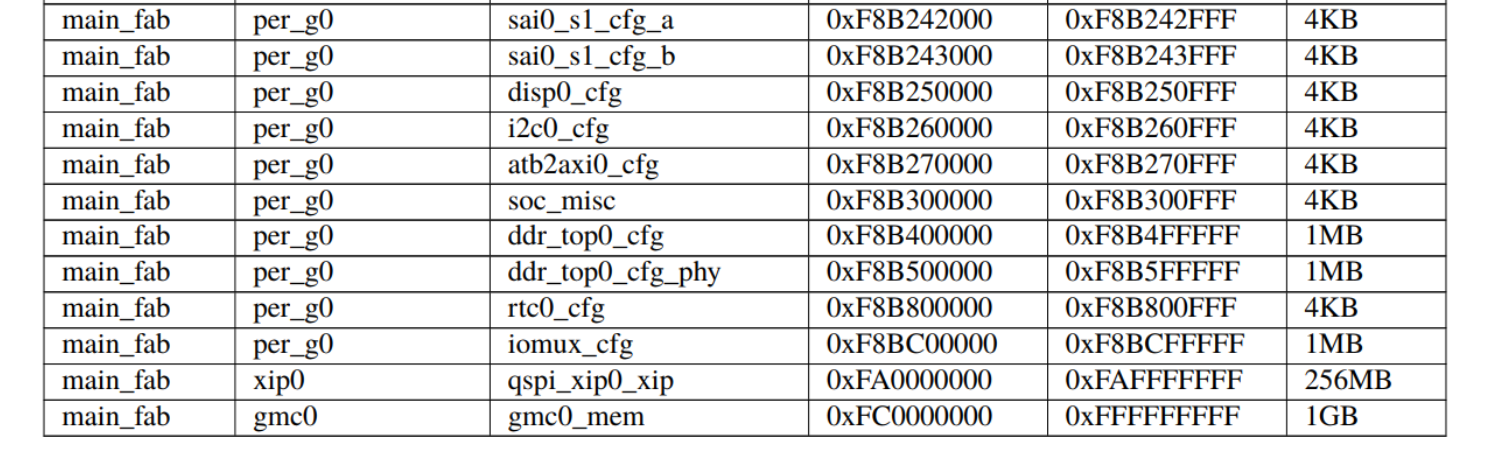 main_fab per_g0 sai0_s1_cfg_a 0xF8B242000 0xF8B242FFF 4KB
main_fab per_g0 sai0_s1_cfg_b 0xF8B243000 0xF8B243FFF 4KB
main_fab per_g0 disp0_cfg 0xF8B250000 0xF8B250FFF 4KB
main_fab per_g0 i2c0_cfg 0xF8B260000 0xF8B260FFF 4KB
main_fab per_g0 atb2axi0_cfg 0xF8B270000 0xF8B270FFF 4KB
main_fab per_g0 soc_misc 0xF8B300000 0xF8B300FFF 4KB
main_fab per_g0 ddr_top0_cfg 0xF8B400000 0xF8B4FFFFF 1MB
main_fab per_g0 ddr_top0_cfg_phy 0xF8B500000 0xF8B5FFFFF 1MB
main_fab per_g0 rtc0_cfg 0xF8B800000 0xF8B800FFF 4KB
main_fab per_g0 iomux_cfg 0xF8BC00000 0xF8BCFFFFF 1MB
main_fab xip0 qspi_xip0_xip 0xFA0000000 0xFAFFFFFFF 256MB
main_fab gmc0 gmc0_mem 0xFC0000000 0xFFFFFFFFF 1GB